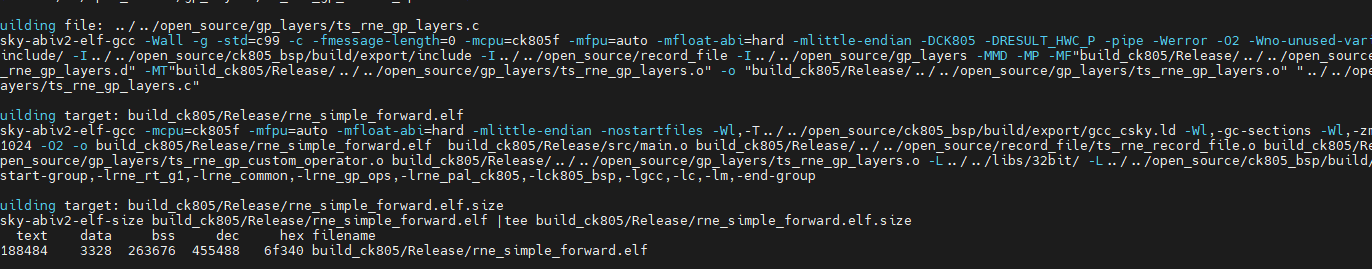 uilding file: ../../open_source/gp_layers/ts_rne_gp_layers.c
sky-abiv2-elf-gcc -Wall -g -std=c99 -c -fmessage-length=0 -mcpu=ck805f -mfpu=auto -mfloat-abi=hard -mlittle-endian -DCK805 -DRESULT_HWC_P -pipe -Werror -O2 -Wno-unused-vari
include/ -I../../open_source/ck805_bsp/build/export/include -I../../open_source/record_file -I../../open_source/gp_layers -MMD -MP -MF"build_ck805/Release/../../open_source
_rne_gp_layers.d" -MT"build_ck805/Release/../../open_source/gp_layers/ts_rne_gp_layers.o" -o "build_ck805/Release/../../open_source/gp_layers/ts_rne_gp_layers.o" "../../op
ayers/ts_rne_gp_layers.c"
uilding target: build_ck805/Release/rne_simple_forward.elf
sky-abiv2-elf-gcc -mcpu=ck805f -mfpu=auto -mfloat-abi=hard -mlittle-endian -nostartfiles -Wl,-T../../open_source/ck805_bsp/build/export/gcc_csky.ld -Wl,-gc-sections -Wl,-zm
1024 -O2 -o build_ck805/Release/rne_simple_forward.elf build_ck805/Release/src/main.o build_ck805/Release/../../open_source/record_file/ts_rne_record_file.o build_ck805/Re
pen_source/gp_layers/ts_rne_gp_custom_operator.o build_ck805/Release/../../open_source/gp_layers/ts_rne_gp_layers.o -L../../libs/32bit/ -L../../open_source/ck805_bsp/build/
start-group,-lrne_rt_g1,-lrne_common,-lrne_gp_ops,-lrne_pal_ck805,-lck805_bsp,-lgcc,-lc,-lm,-end-group
uilding target: build_ck805/Release/rne_simple_forward.elf.size
sky-abiv2-elf-size build_ck805/Release/rne_simple_forward.elf |tee build_ck805/Release/rne_simple_forward.elf.size
text data bss dec hex filename
188484 3328 263676 455488 6f340 build_ck805/Release/rne_simple_forward.elf